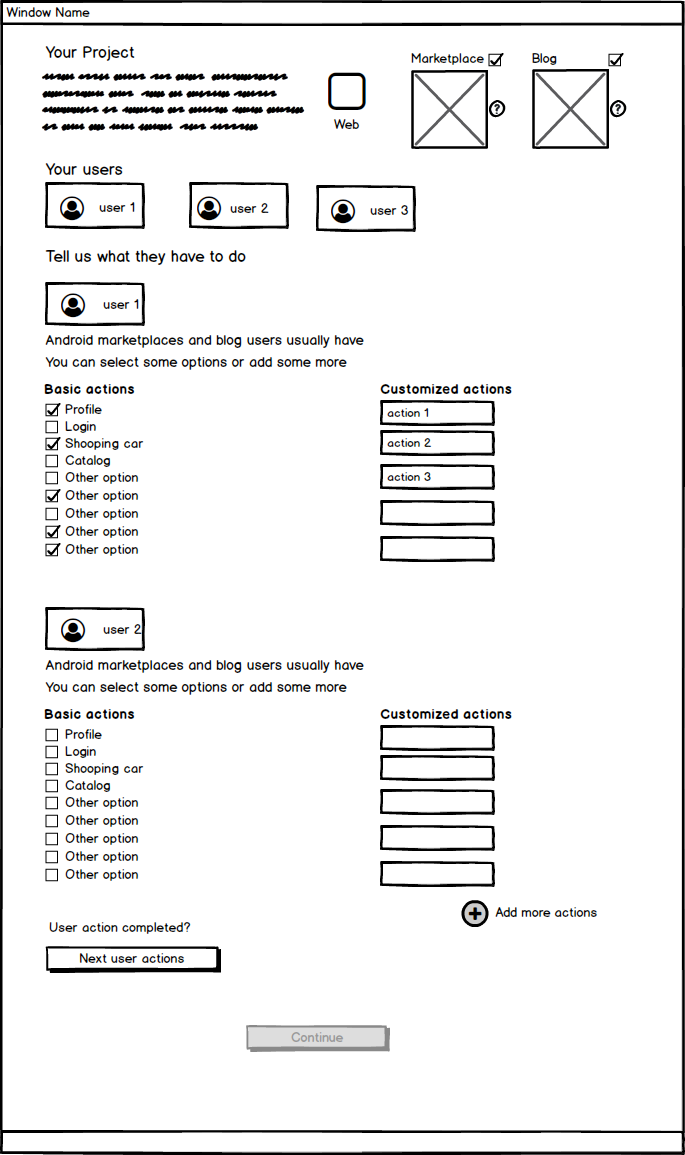 Window Name
Your Project
Marketplace
Blog
?
?
Web
Your users
user 1
user 2
user 3
Tell us what they have to do
user 1
Android marketplaces and blog users usually have
You can select some options or add some more
Basic actions
Customized actions
Profile
action 1
Login
Shooping car
action 2
Catalog
Other option
action 3
Other option
Other option
Other option
Other option
user 2
Android marketplaces and blog users usually have
You can select some options or add some more
Basic actions
Customized actions
Profile
Login
Shooping car
Catalog
Other option
Other option
Other option
Other option
Other option
Add more actions
User action completed?
Next user actions
Continue